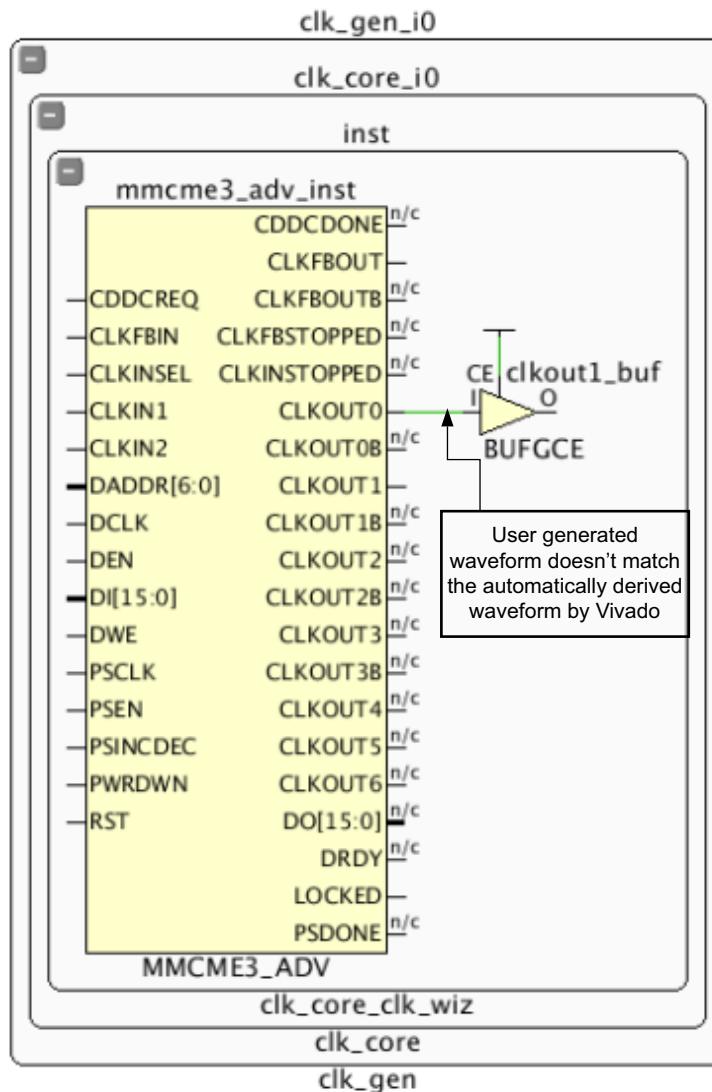 clk_gen_i0
clk_core_i0
inst
mmcme3_adv_inst
CDDCDONE n/c
CLKFBOUT
CDDCREQ CLKFBOUTB n/c
CLKFBIN CLKFBSTOPPED n/c
CLKINSEL CLKINSTOPPED n/c
CE clkout1_buf
CLKIN1 CLKOUT0 I O
CLKIN2 CLKOUT0B n/c BUFGCE
DADDR[6:0] CLKOUT1
DCLK CLKOUT1B n/c
DEN CLKOUT2 n/c
DI[15:0] CLKOUT2B n/c
DWE CLKOUT3 n/c
PSCLK CLKOUT3B n/c
PSEN CLKOUT4 n/c
PSINCDEC CLKOUT5 n/c
PWRDWN CLKOUT6 n/c
RST DO[15:0] n/c
DRDY n/c
LOCKED
PSDONE n/c
MMCME3_ADV
User generated
waveform doesn't match
the automatically derived
waveform by Vivado
clk_core_clk_wiz
clk_core
clk_gen